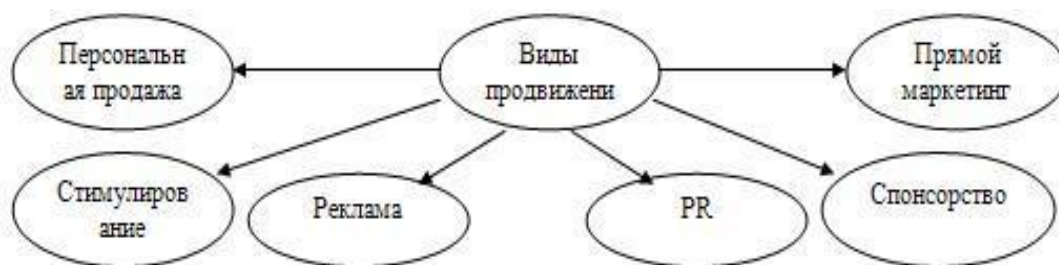 Персональн
ая продажа
Виды
продвижени
Прямой
маркетинг
Стимулиров
ание
Реклама
PR
Спонсорство